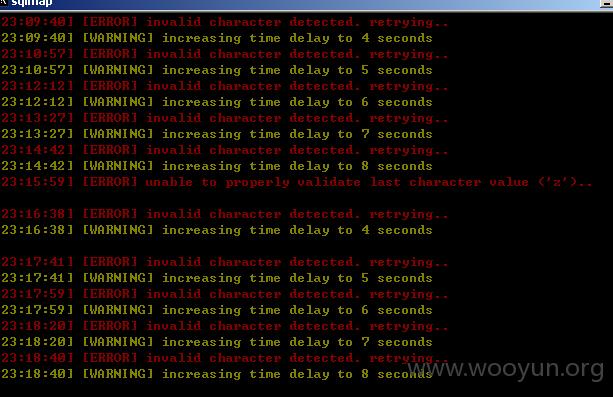 sqlmap
23:09:40] [ERROR] invalid character detected. retrying..
23:09:40] [WARNING] increasing time delay to 4 seconds
23:10:57] [ERROR] invalid character detected. retrying..
23:10:57] [WARNING] increasing time delay to 5 seconds
23:12:12] [ERROR] invalid character detected. retrying..
23:12:12] [WARNING] increasing time delay to 6 seconds
23:13:27] [ERROR] invalid character detected. retrying..
23:13:27] [WARNING] increasing time delay to 7 seconds
23:14:42] [ERROR] invalid character detected. retrying..
23:14:42] [WARNING] increasing time delay to 8 seconds
23:15:59] [ERROR] unable to properly validate last character value ('z')..
23:16:38] [ERROR] invalid character detected. retrying..
23:16:38] [WARNING] increasing time delay to 4 seconds
23:17:41] [ERROR] invalid character detected. retrying..
23:17:41] [WARNING] increasing time delay to 5 seconds
23:17:59] [ERROR] invalid character detected. retrying..
23:17:59] [WARNING] increasing time delay to 6 seconds
23:18:20] [ERROR] invalid character detected. retrying..
23:18:20] [WARNING] increasing time delay to 7 seconds
23:18:40] [ERROR] invalid character detected. retrying..
23:18:40] [WARNING] increasing time delay to 8 seconds
www.wooyun.org